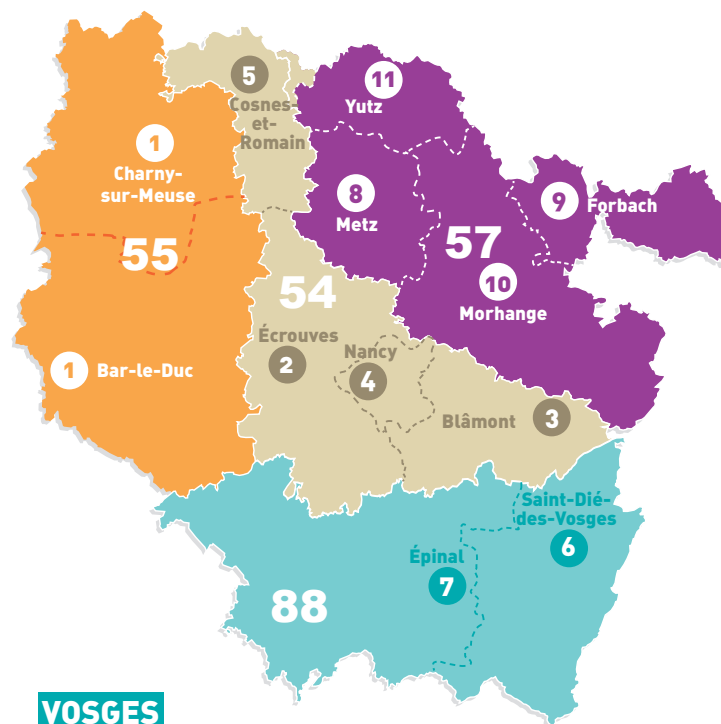 5
Cosnes-
et-
Romain
11
Yutz
1
Charny-
sur-Meuse
8
Metz
9
Forbach
55
57
10
Morhange
54
Écrouves
2
Nancy
4
1
Bar-le-Duc
Blâmont
3
Saint-Dié-
des-Vosges
6
Épinal
7
88
VOSGES